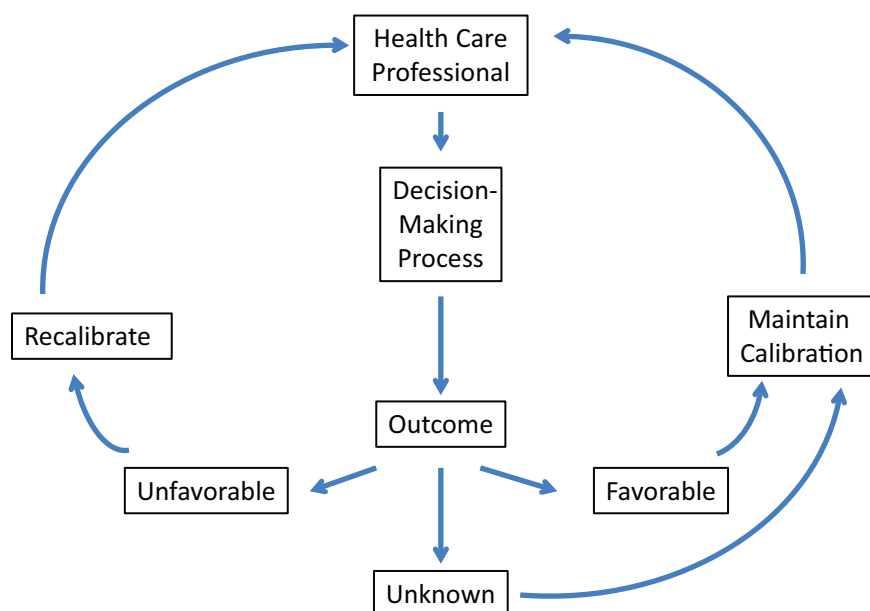 Health Care
Professional
Decision-
Making
Process
Recalibrate
Maintain
Calibration
Outcome
Unfavorable
Favorable
Unknown